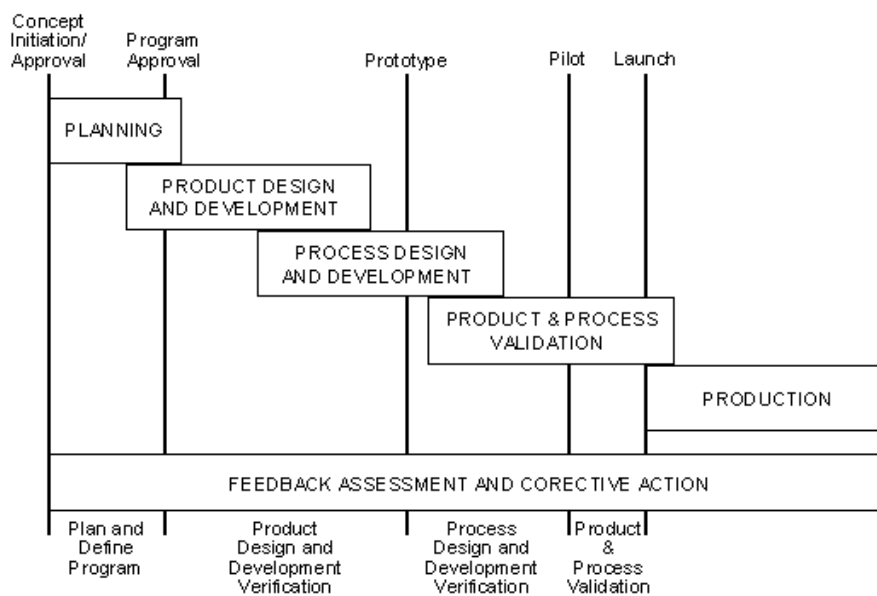 Concept
Initiation/
Approval
Program
Approval
Prototype
Pilot
Launch
PLANNING
PRODUCT DESIGN
AND DEVELOPMENT
PROCESS DESIGN
AND DEVELOPMENT
PRODUCT & PROCESS
VALIDATION
PRODUCTION
FEEDBACK ASSESSMENT AND CORECTIVE ACTION
Plan and
Define
Program
Product
Design and
Development
Verification
Process
Design and
Development
Verification
Product
&
Process
Validation